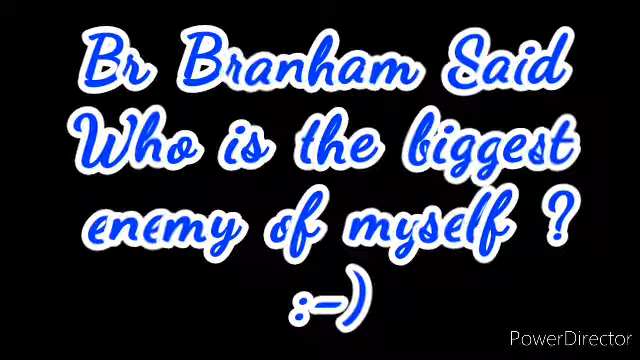 Br Branham Said
Who is the biggest
enemy of myself ?
:-)
PowerDirector